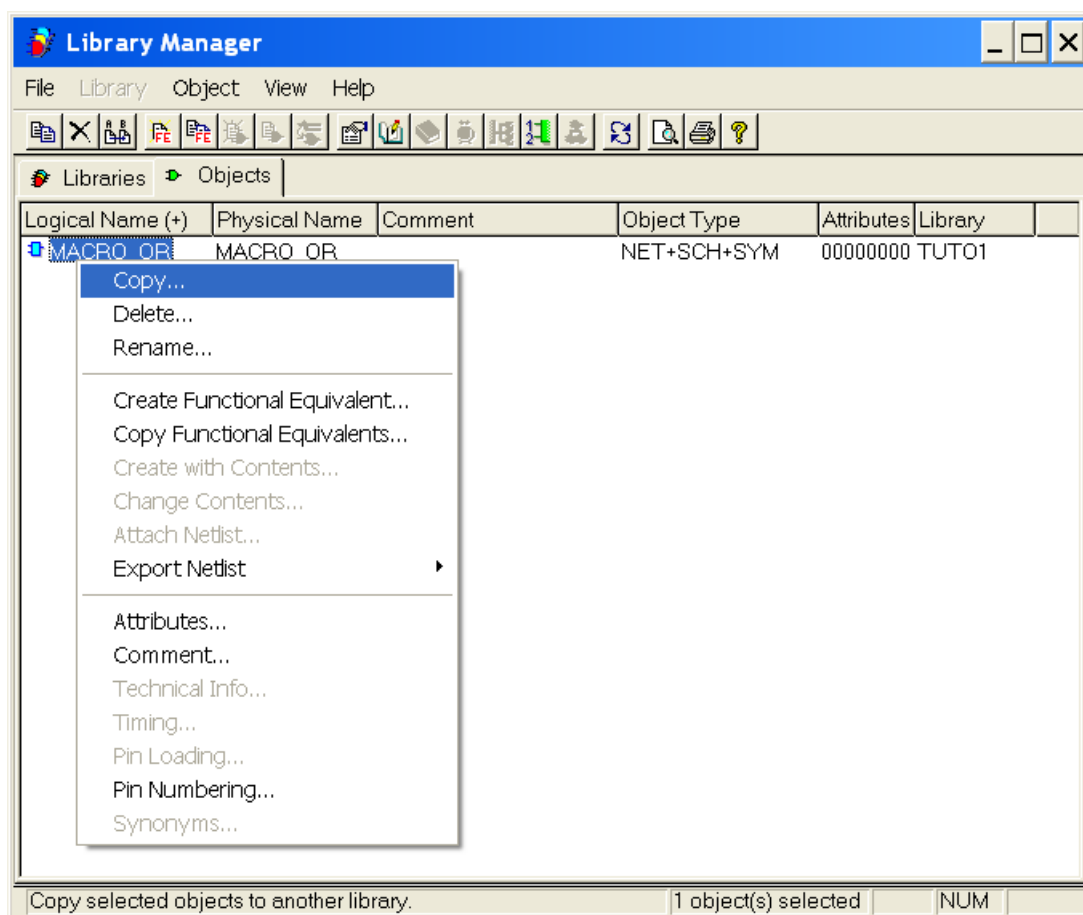 Library Manager
File Library Object View Help
Libraries Objects
Logical Name (+) Physical Name Comment Object Type Attributes Library
MACRO_OR MACRO_OR NET+SCH+SYM 00000000 TUTO1
Copy...
Delete...
Rename...
Create Functional Equivalent...
Copy Functional Equivalents...
Create with Contents...
Change Contents...
Attach Netlist...
Export Netlist
Attributes...
Comment...
Technical Info...
Timing...
Pin Loading...
Pin Numbering...
Synonyms...
Copy selected objects to another library. 1 object(s) selected NUM